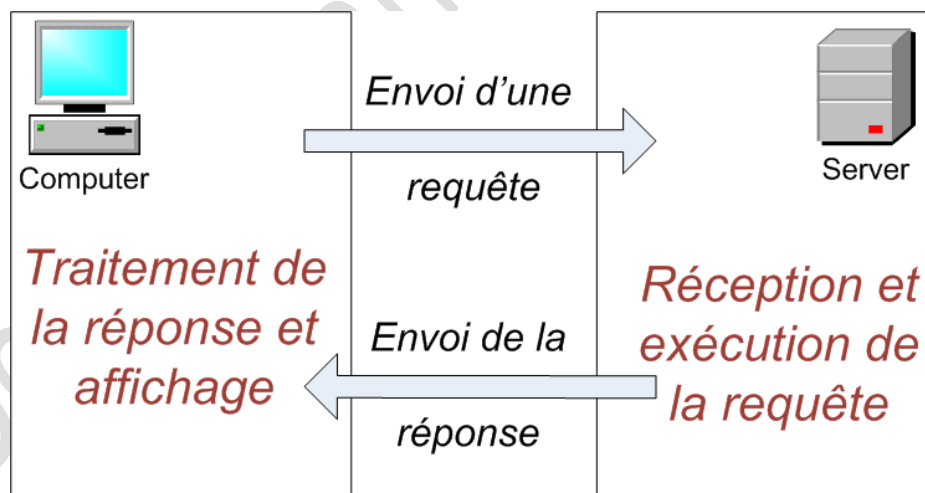 Envoi d'une
requête
Computer
Server
Traitement de
la réponse et
affichage
Envoi de la
réponse
Réception et
exécution de
la requête